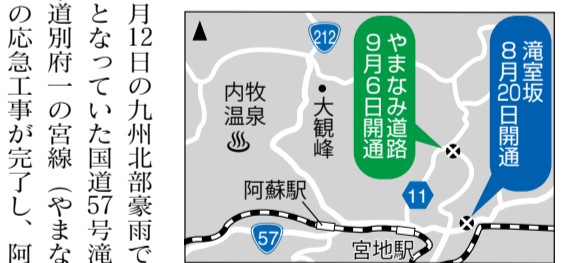 月12日の九州北部豪雨で
となっていた国道57号滝
道別府一の宮線（やまな
の応急工事が完了し、阿
212
やまなみ道路
9月6日開通
滝室坂
8月20日開通
内牧
温泉
大観峰
阿蘇駅
11
57
宮地駅